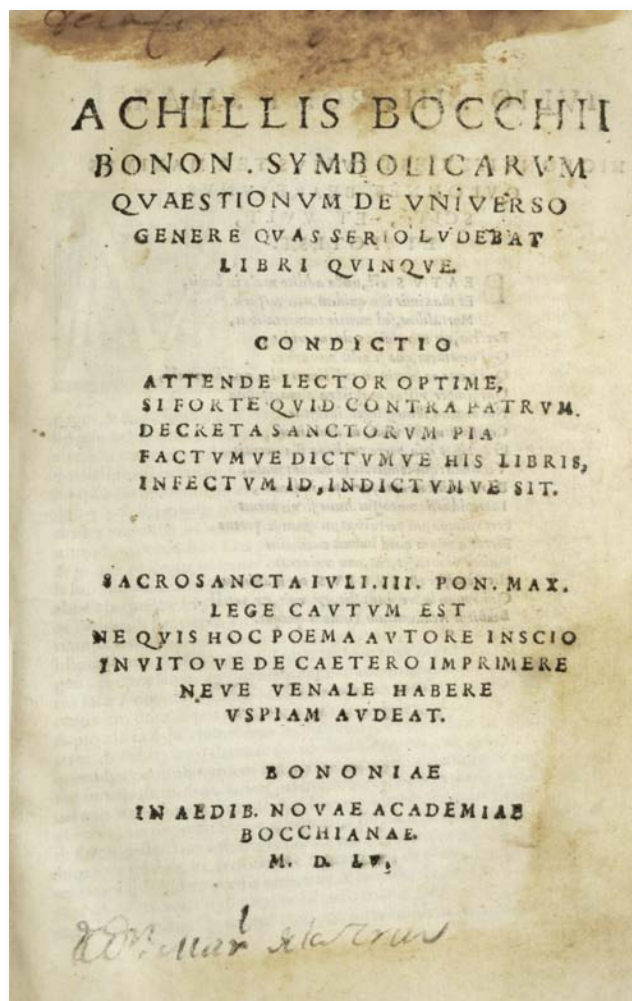 ACHILLIS BOCCHII
BONON. SYMBOLICARVM
QVAESTIONVM DE VNIVERSO
GENERE QVAS SERIO LVDEBAT
LIBRI QVINQVE.
CONDICTIO
ATTENDE LECTOR OPTIME,
SI FORTE QVID CONTRA PATRVM.
DECRETA SANCTORVM PIA
FACTVMVE DICTVMVE HIS LIBRIS,
INFECTVM ID, INDICTVMVE SIT.
SACROSANCTA IVLI. III. PON. MAX.
LEGE CAVTVM EST
NE QVIS HOC POEMA AVTORE INSCIO
INVITOVE DE CAETERO IMPRIMERE
NEVE VENALE HABERE
VSPIAM AVDEAT.
BONONIAE
IN AEDIB. NOVAE ACADEMIAE
BOCCHIANAE.
M. D. LV.